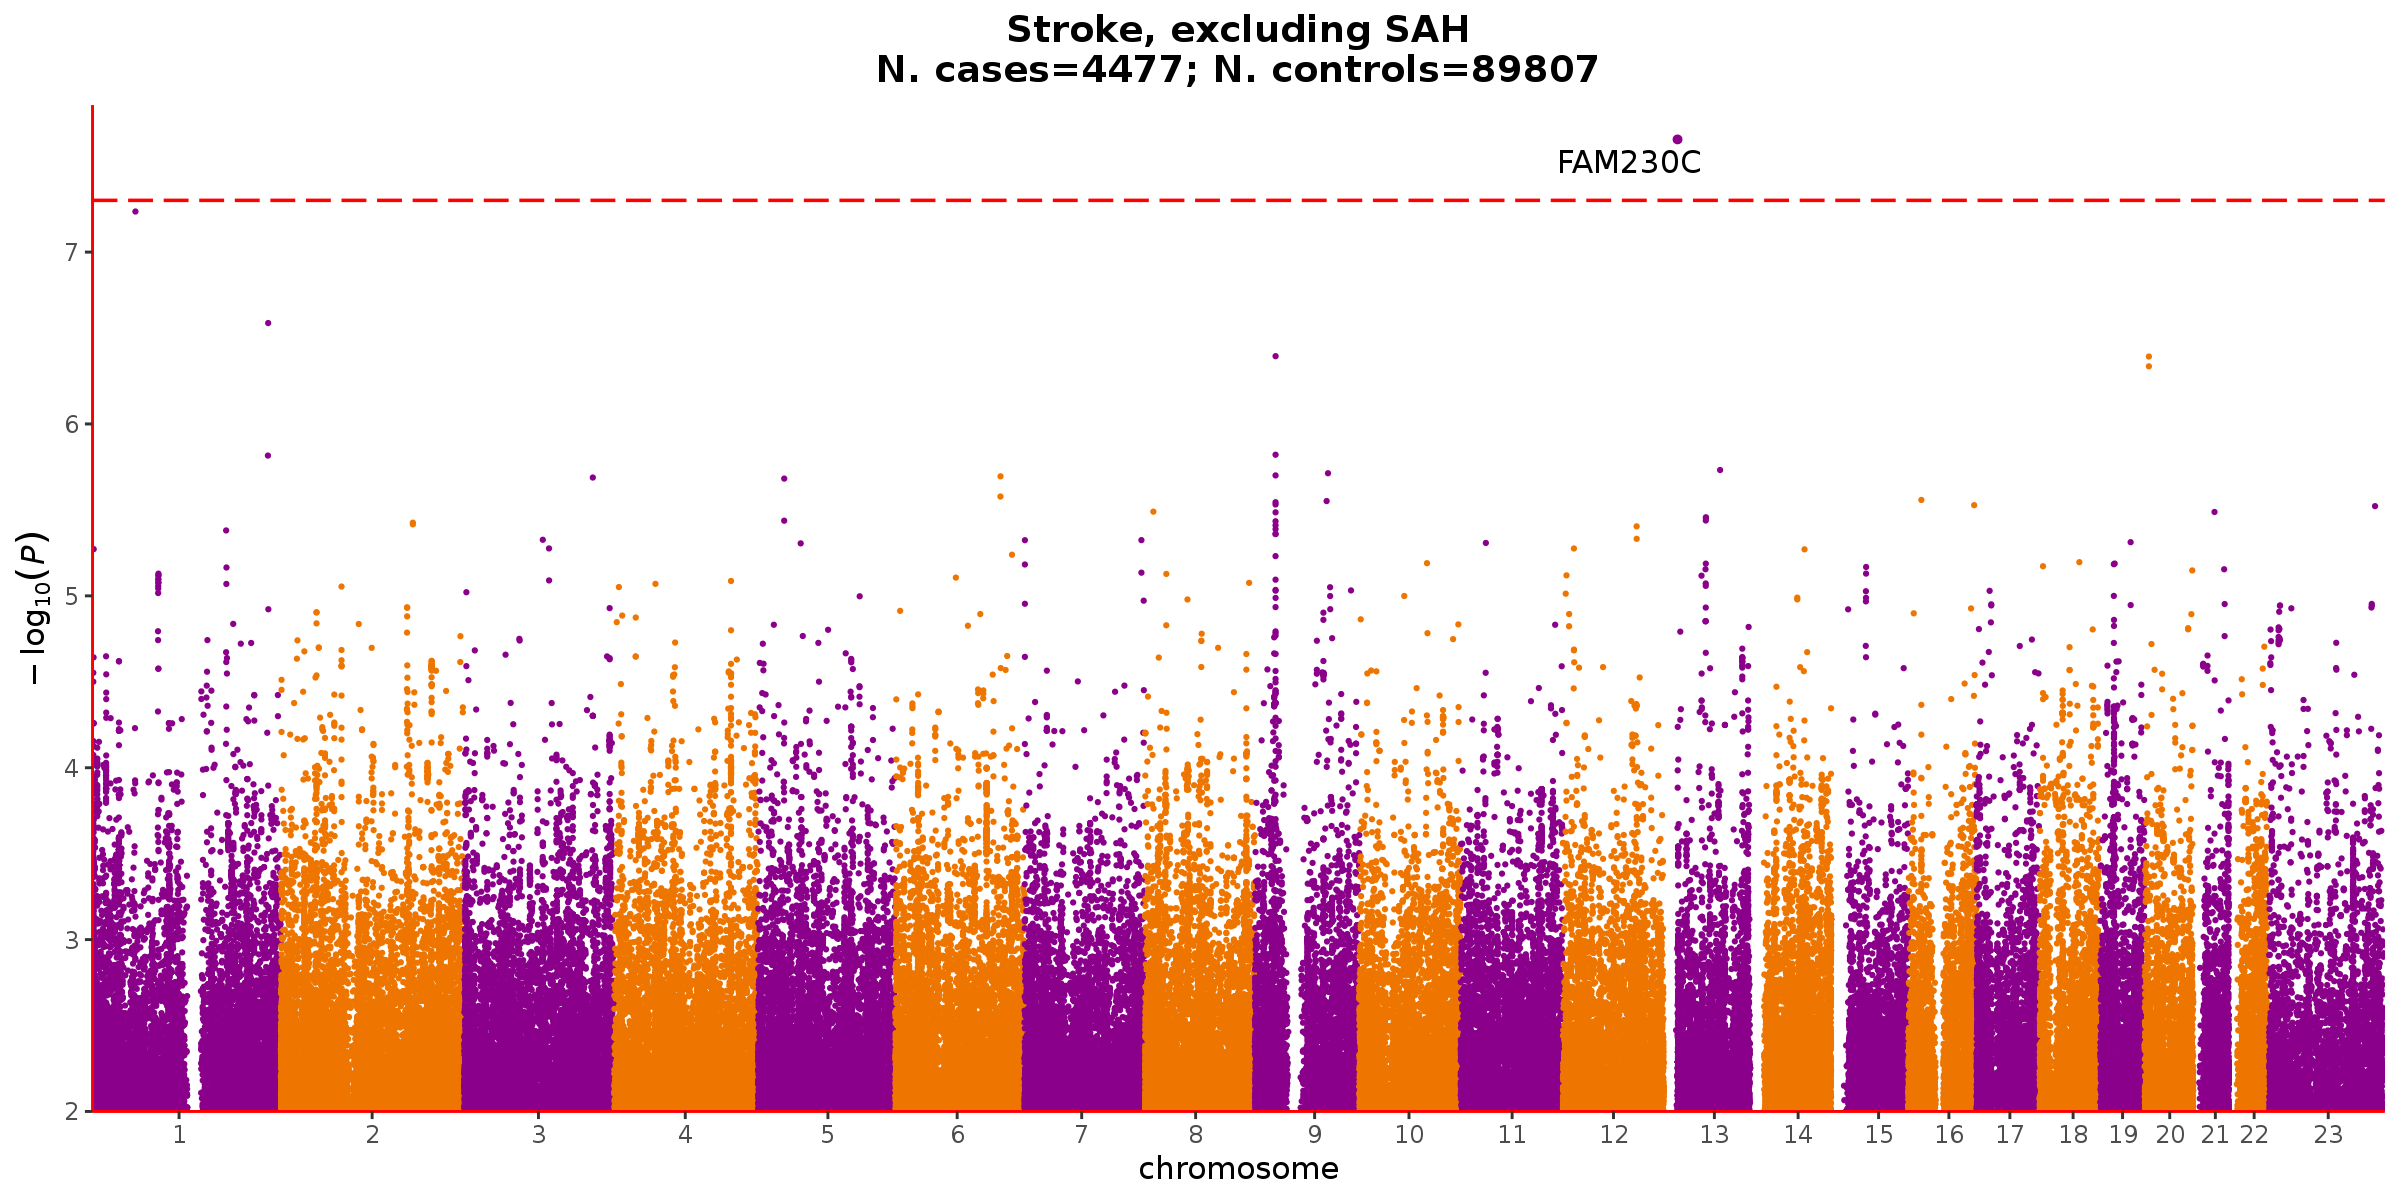 Stroke, excluding SAH
N. cases=4477; N. controls=89807
FAM230C
7
6
5
4
3
2
−log10(P)
1 2 3 4 5 6 7 8 9 10 11 12 13 14 15 16 17 18 19 20 21 22 23
chromosome